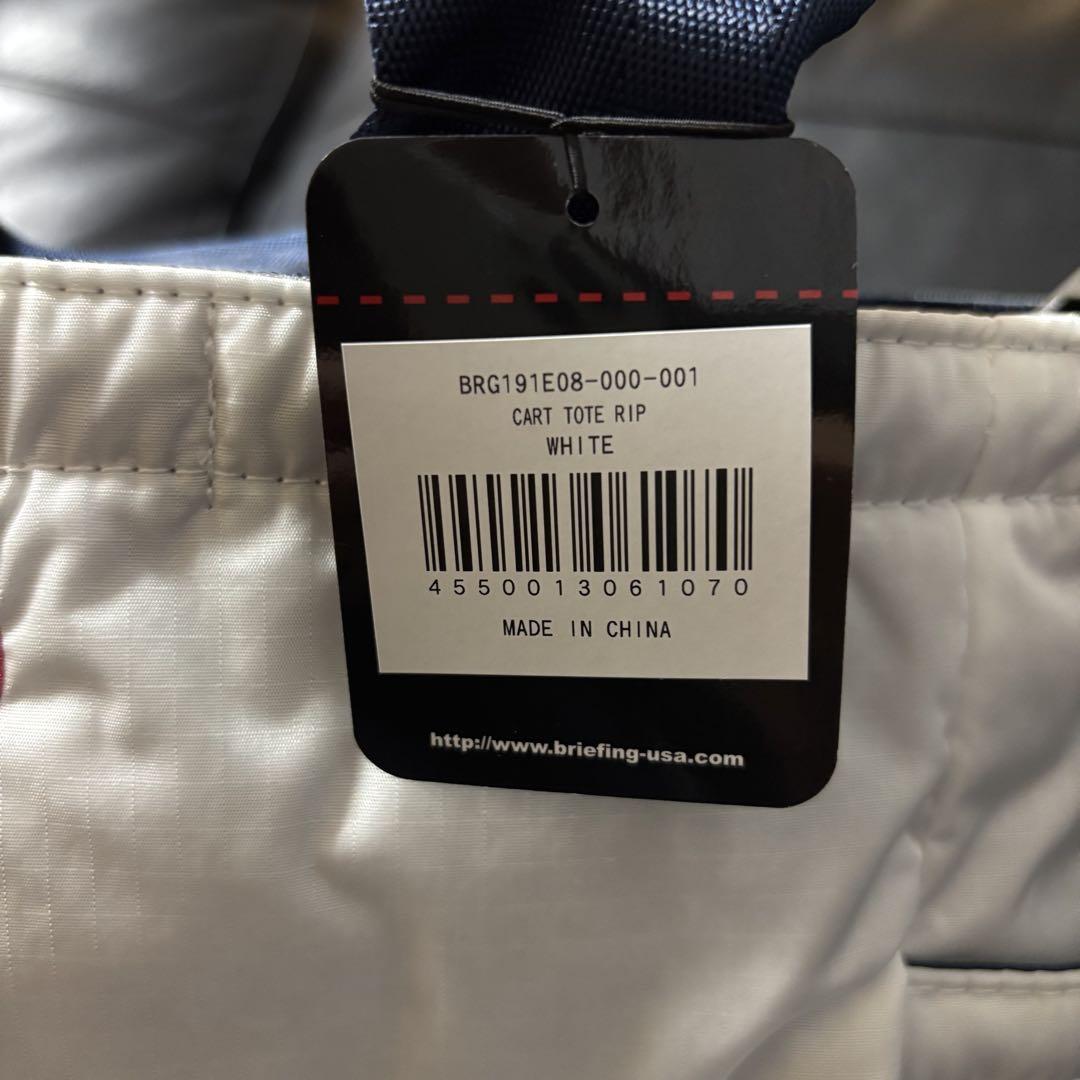 BRG191E08-000-001
CART TOTE RIP
WHITE
4550013061070
MADE IN CHINA
http://www.briefing-usa.com